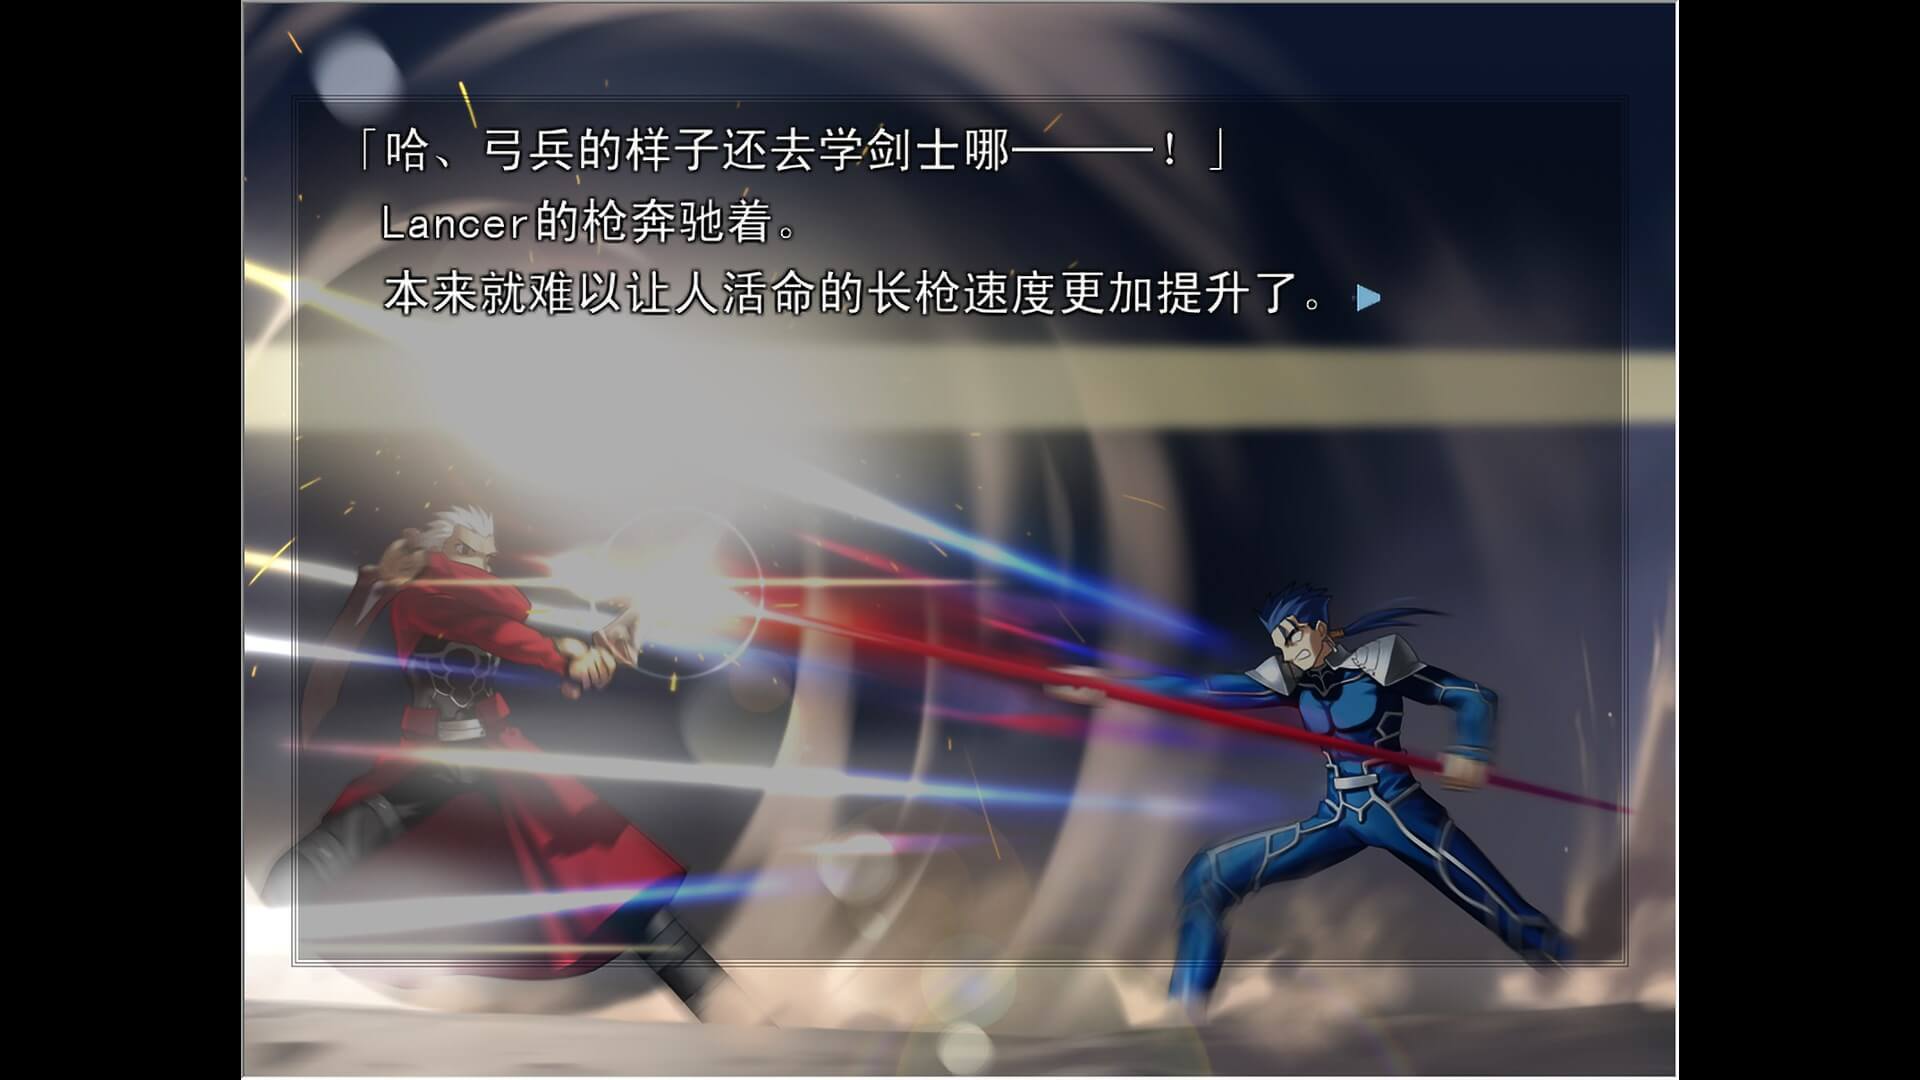 「哈、弓兵的样子还去学剑士哪———！」
Lancer的枪奔驰着。
本来就难以让人活命的长枪速度更加提升了。